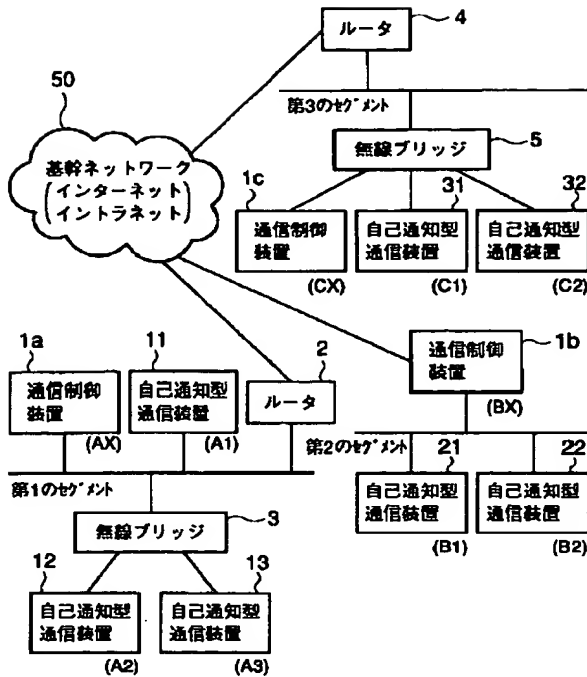 4
ルータ
50
第3のセグメント
基幹ネットワーク
(インターネット
イントラネット)
無線ブリッジ
5
1c
31
32
通信制御
装置
自己通知型
通信装置
自己通知型
通信装置
(CX)
(C1)
(C2)
1a
11
2
1b
通信制御
装置
自己通知型
通信装置
ルータ
通信制御
装置
(AX)
(A1)
(BX)
第1のセグメント
第2のセグメント
21
22
無線ブリッジ
3
自己通知型
通信装置
自己通知型
通信装置
(B1)
(B2)
12
13
自己通知型
通信装置
自己通知型
通信装置
(A2)
(A3)